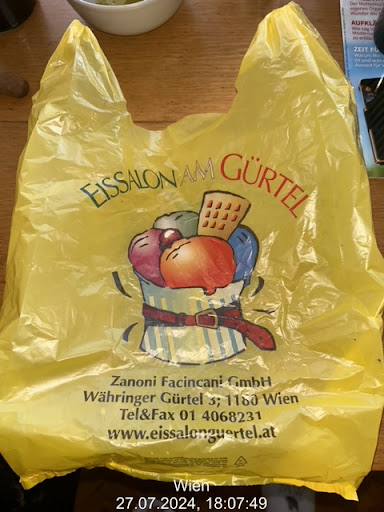 EISSALON AM GÜRTEL
Zanoni Facincani GmbH
Währinger Gürtel 3; 1180 Wien
Tel&Fax 01 4068231
www.eissalonguertel.at
Wien
27.07.2024, 18:07:49